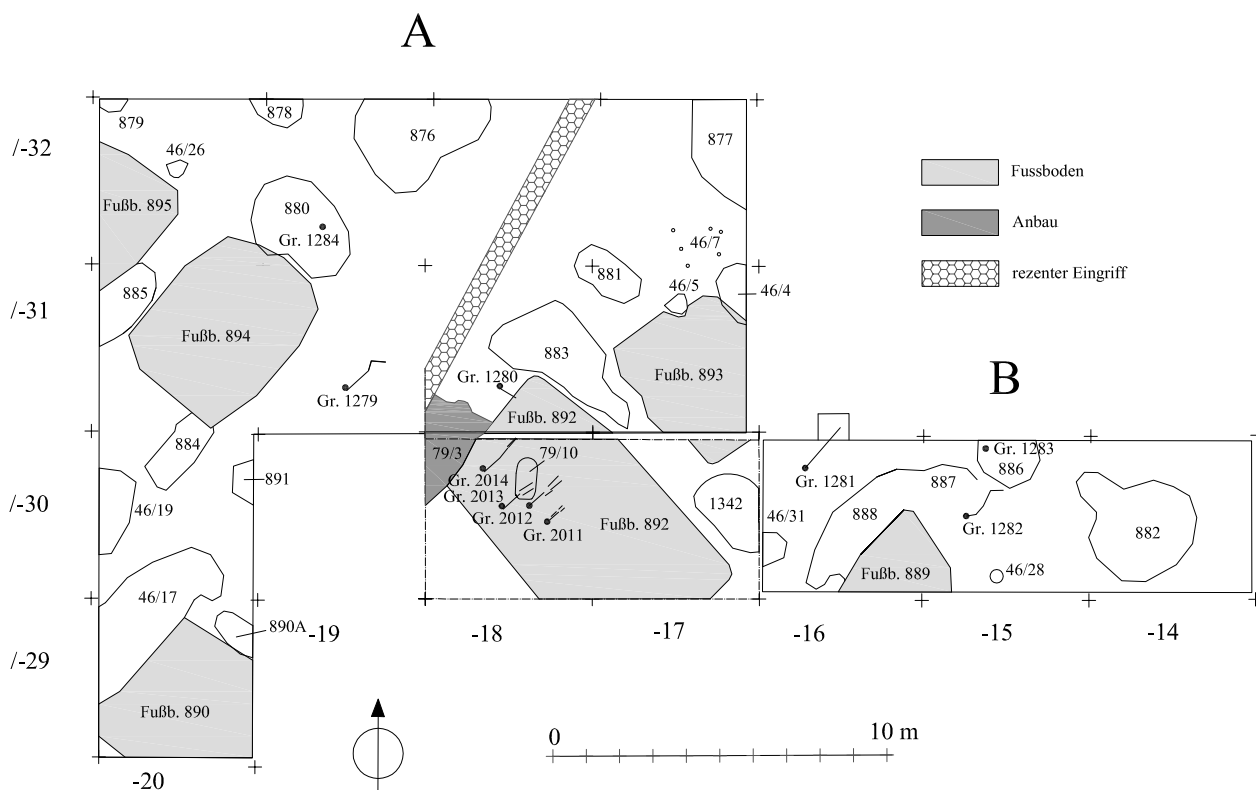 A
879
878
876
877
/-32
46/26
Fussboden
Fußb. 895
880
Anbau
Gr. 1284
46/7
rezenter Eingriff
881
885
46/5
46/4
/-31
Fußb. 894
883
Fußb. 893
B
Gr. 1280
Gr. 1279
Fußb. 892
884
79/3
79/10
Gr. 1283
886
Gr. 2014
Gr. 1281
891
887
Gr. 2013
/-30
46/19
1342
46/31
888
Gr. 2012
Fußb. 892
Gr. 1282
882
Gr. 2011
Fußb. 889
46/28
46/17
890A
-19
-18
-17
-16
-15
-14
/-29
Fußb. 890
0
10 m
-20